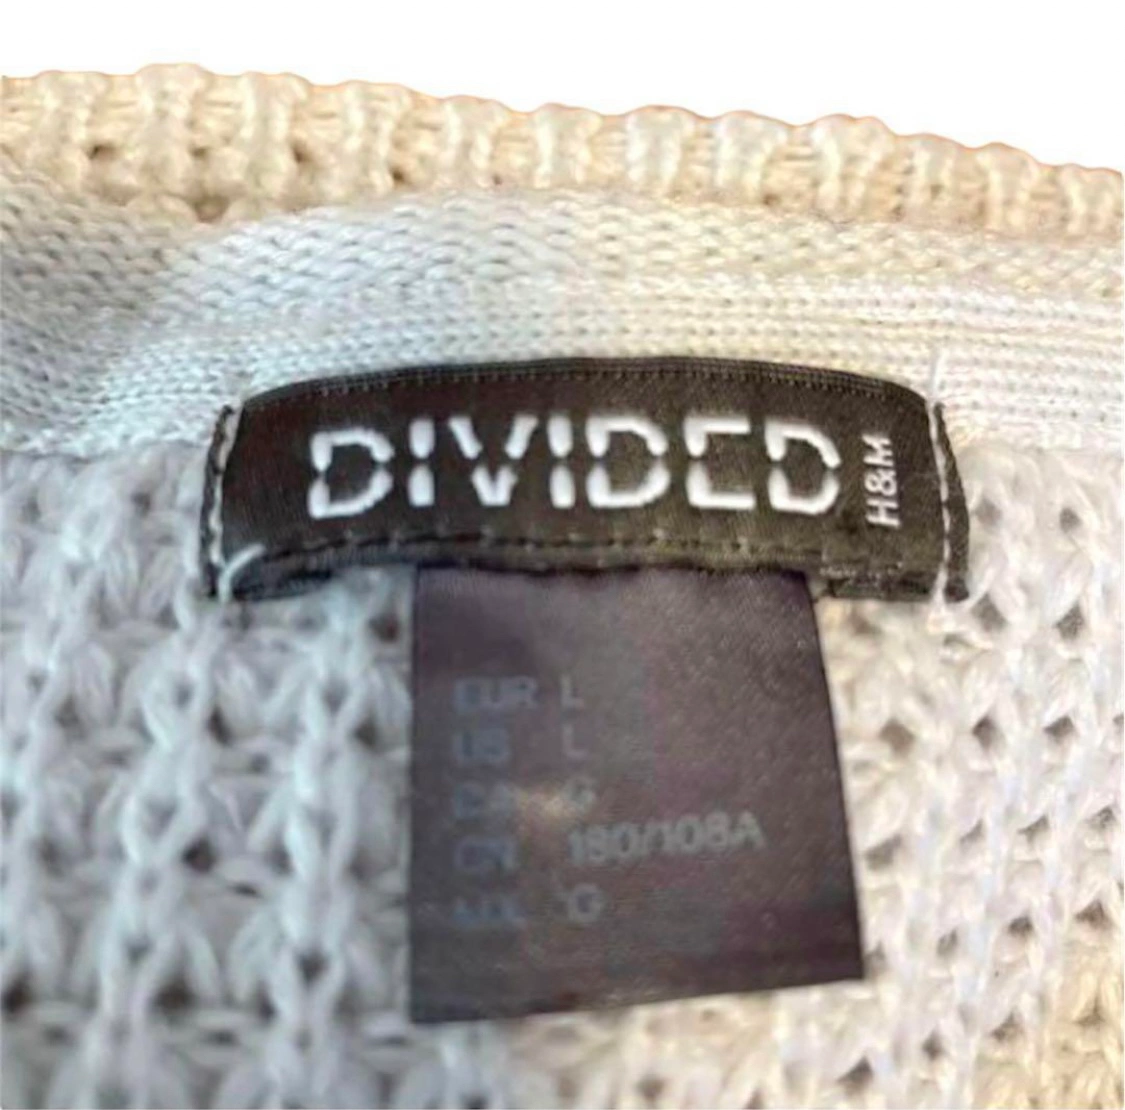 DIVIDED
H&M
EUR L
US L
CA G
CN 180/108A
MX G